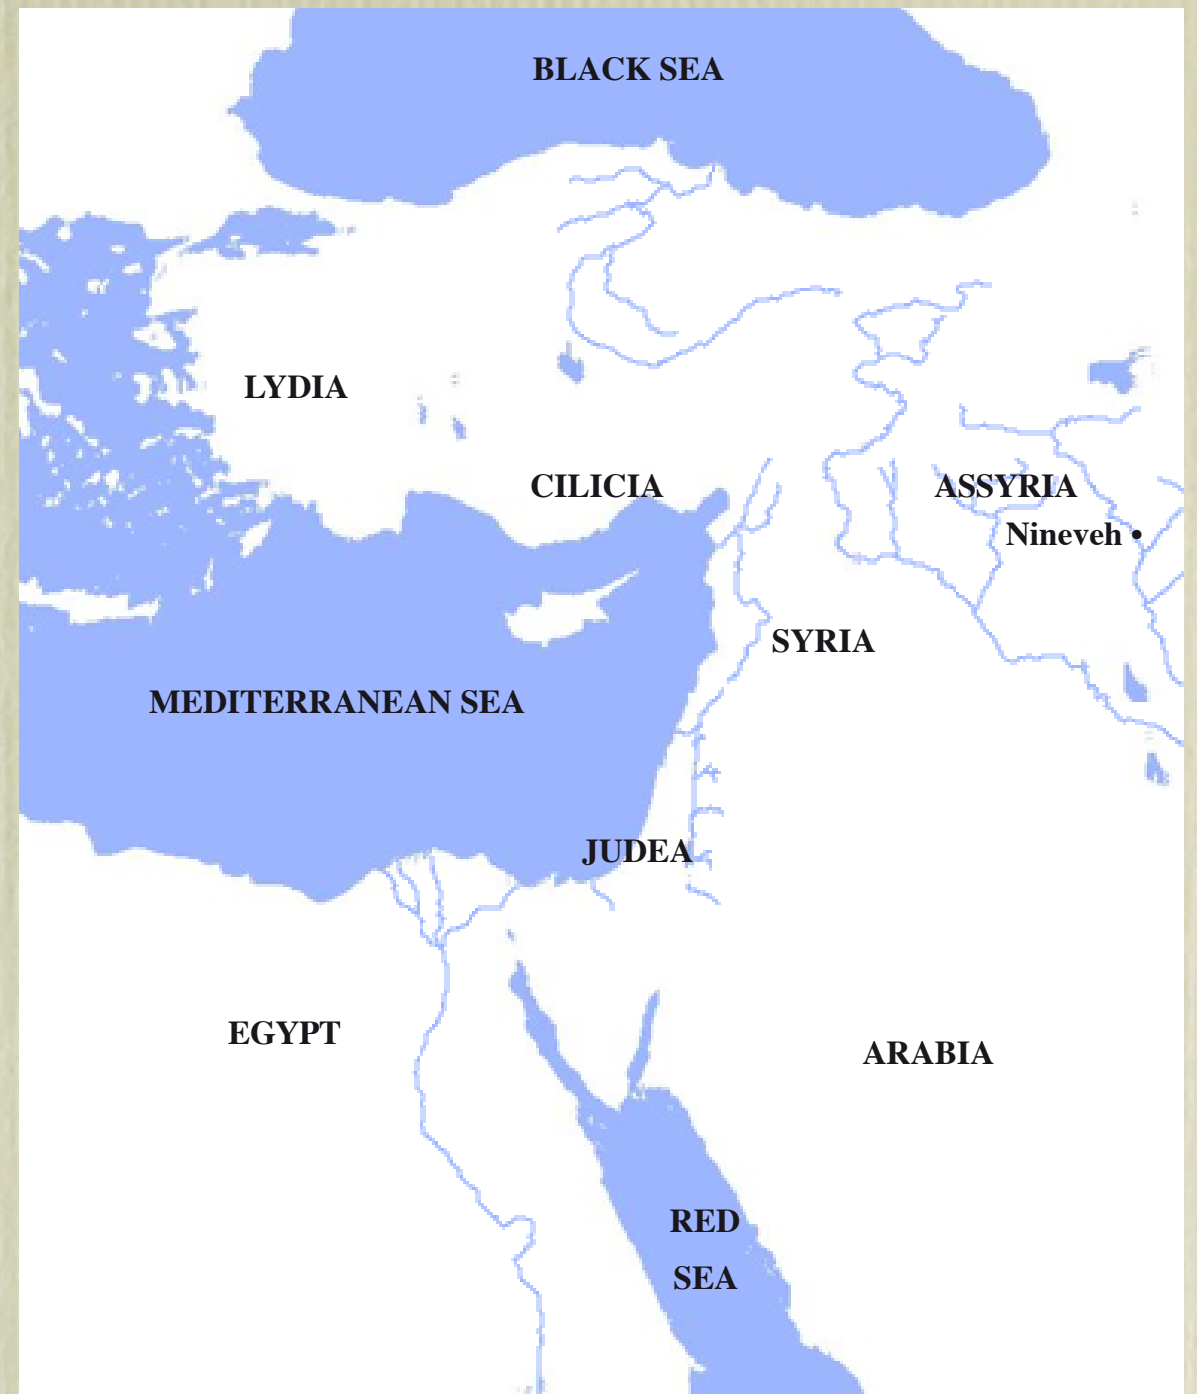 BLACK SEA
LYDIA
CILICIA
ASSYRIA
Nineveh •
SYRIA
MEDITERRANEAN SEA
JUDEA
EGYPT
ARABIA
RED
SEA